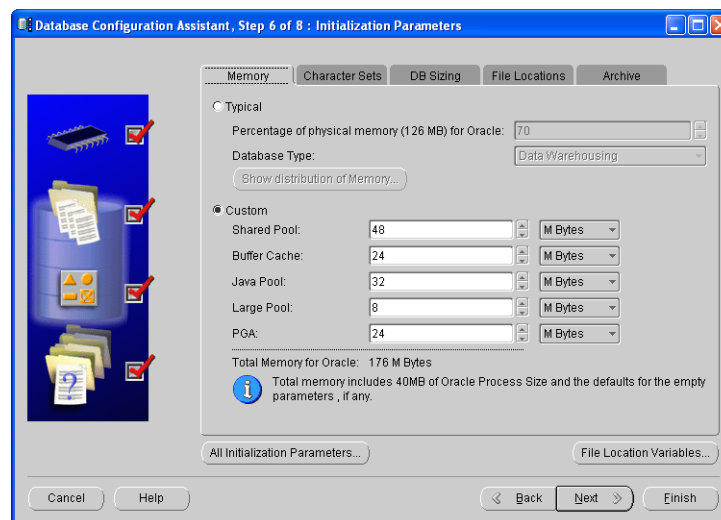 Database Configuration Assistant, Step 6 of 8 : Initialization Parameters
Memory Character Sets DB Sizing File Locations Archive
Typical
Percentage of physical memory (126 MB) for Oracle: 70
Database Type: Data Warehousing
Show distribution of Memory...
Custom
Shared Pool: 48 M Bytes
Buffer Cache: 24 M Bytes
Java Pool: 32 M Bytes
Large Pool: 8 M Bytes
PGA: 24 M Bytes
Total Memory for Oracle: 176 M Bytes
Total memory includes 40MB of Oracle Process Size and the defaults for the empty
parameters , if any.
All Initialization Parameters... File Location Variables...
Cancel Help Back Next Finish